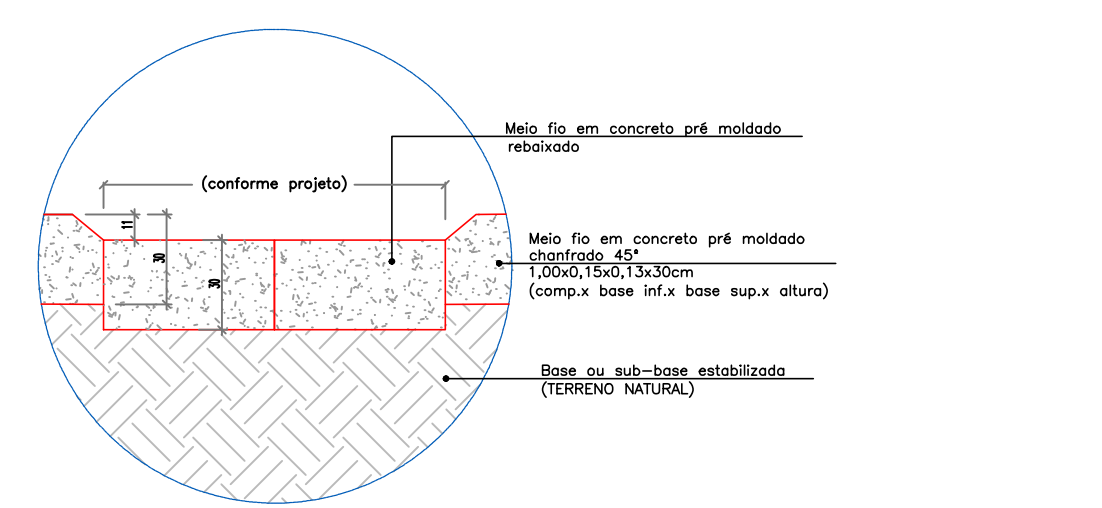 Meio fio em concreto pré moldado
rebaixado
(conforme projeto)
11
30
30
Meio fio em concreto pré moldado
chanfrado 45°
1,00x0,15x0,13x30cm
(comp.x base inf.x base sup.x altura)
Base ou sub-base estabilizada
(TERRENO NATURAL)